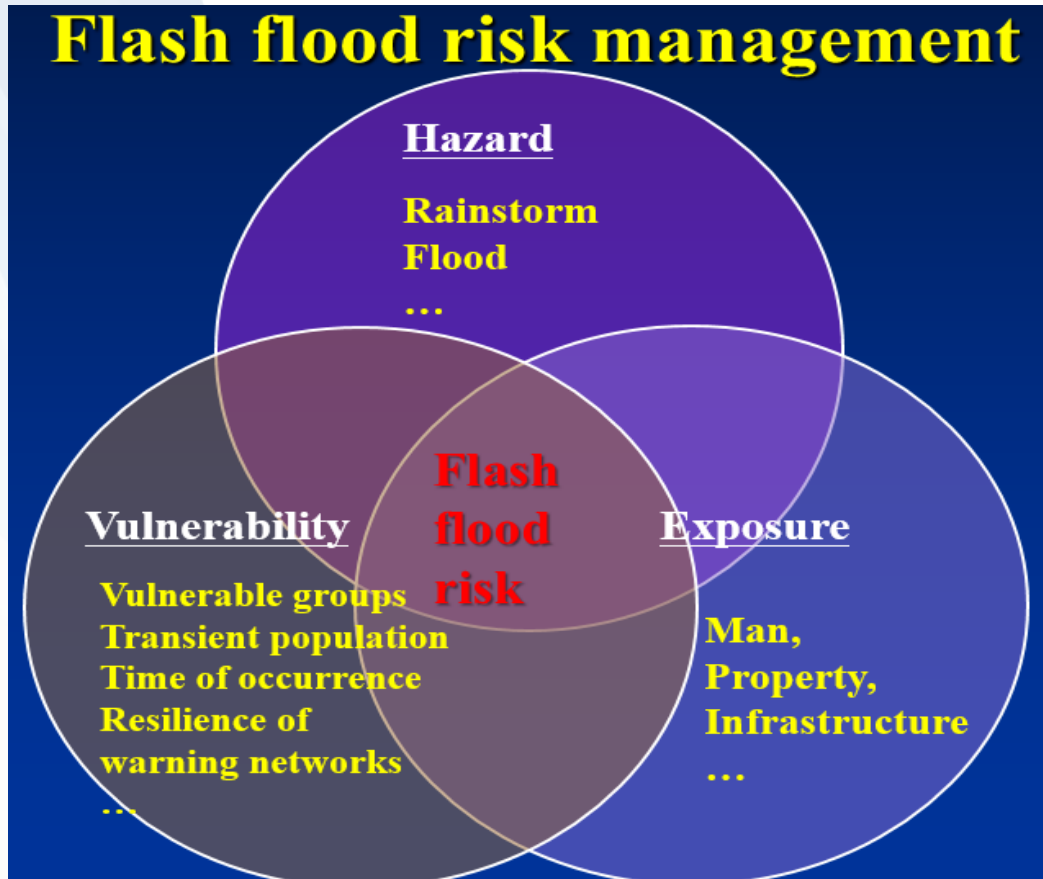 Flash flood risk management
Hazard
Rainstorm
Flood
…
Flash
flood
risk
Vulnerability
Vulnerable groups
Transient population
Time of occurrence
Resilience of
warning networks
…
Exposure
Man,
Property,
Infrastructure
…